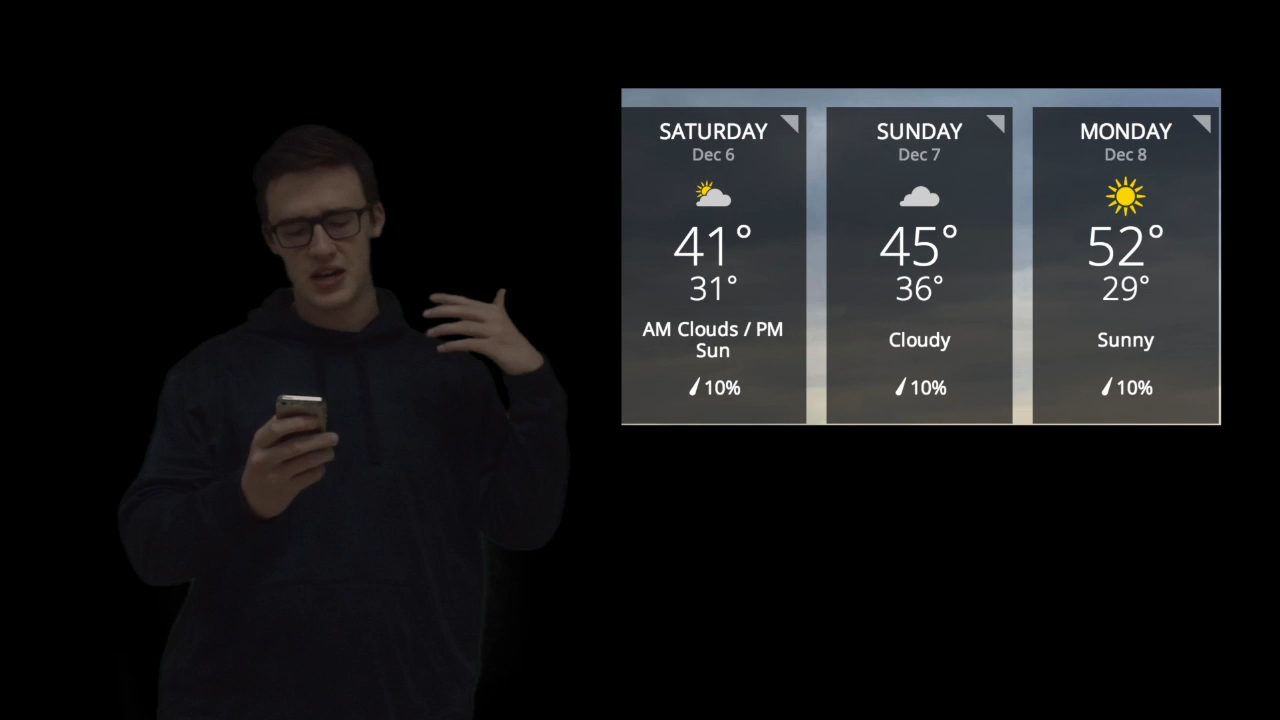 SATURDAY
Dec 6
41°
31°
AM Clouds / PM
Sun
10%
SUNDAY
Dec 7
45°
36°
Cloudy
10%
MONDAY
Dec 8
52°
29°
Sunny
10%